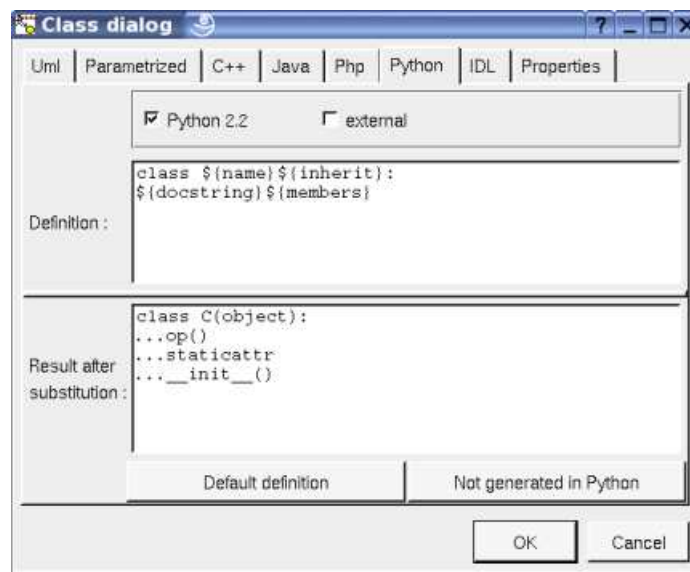 Class dialog
?
Uml Parametrized C++ Java Php Python IDL Properties
Python 2.2 external
Definition :
class ${name}${inherit}:
${docstring}${members}
Result after
substitution :
class C(object):
...op()
...staticattr
...__init__()
Default definition Not generated in Python
OK Cancel